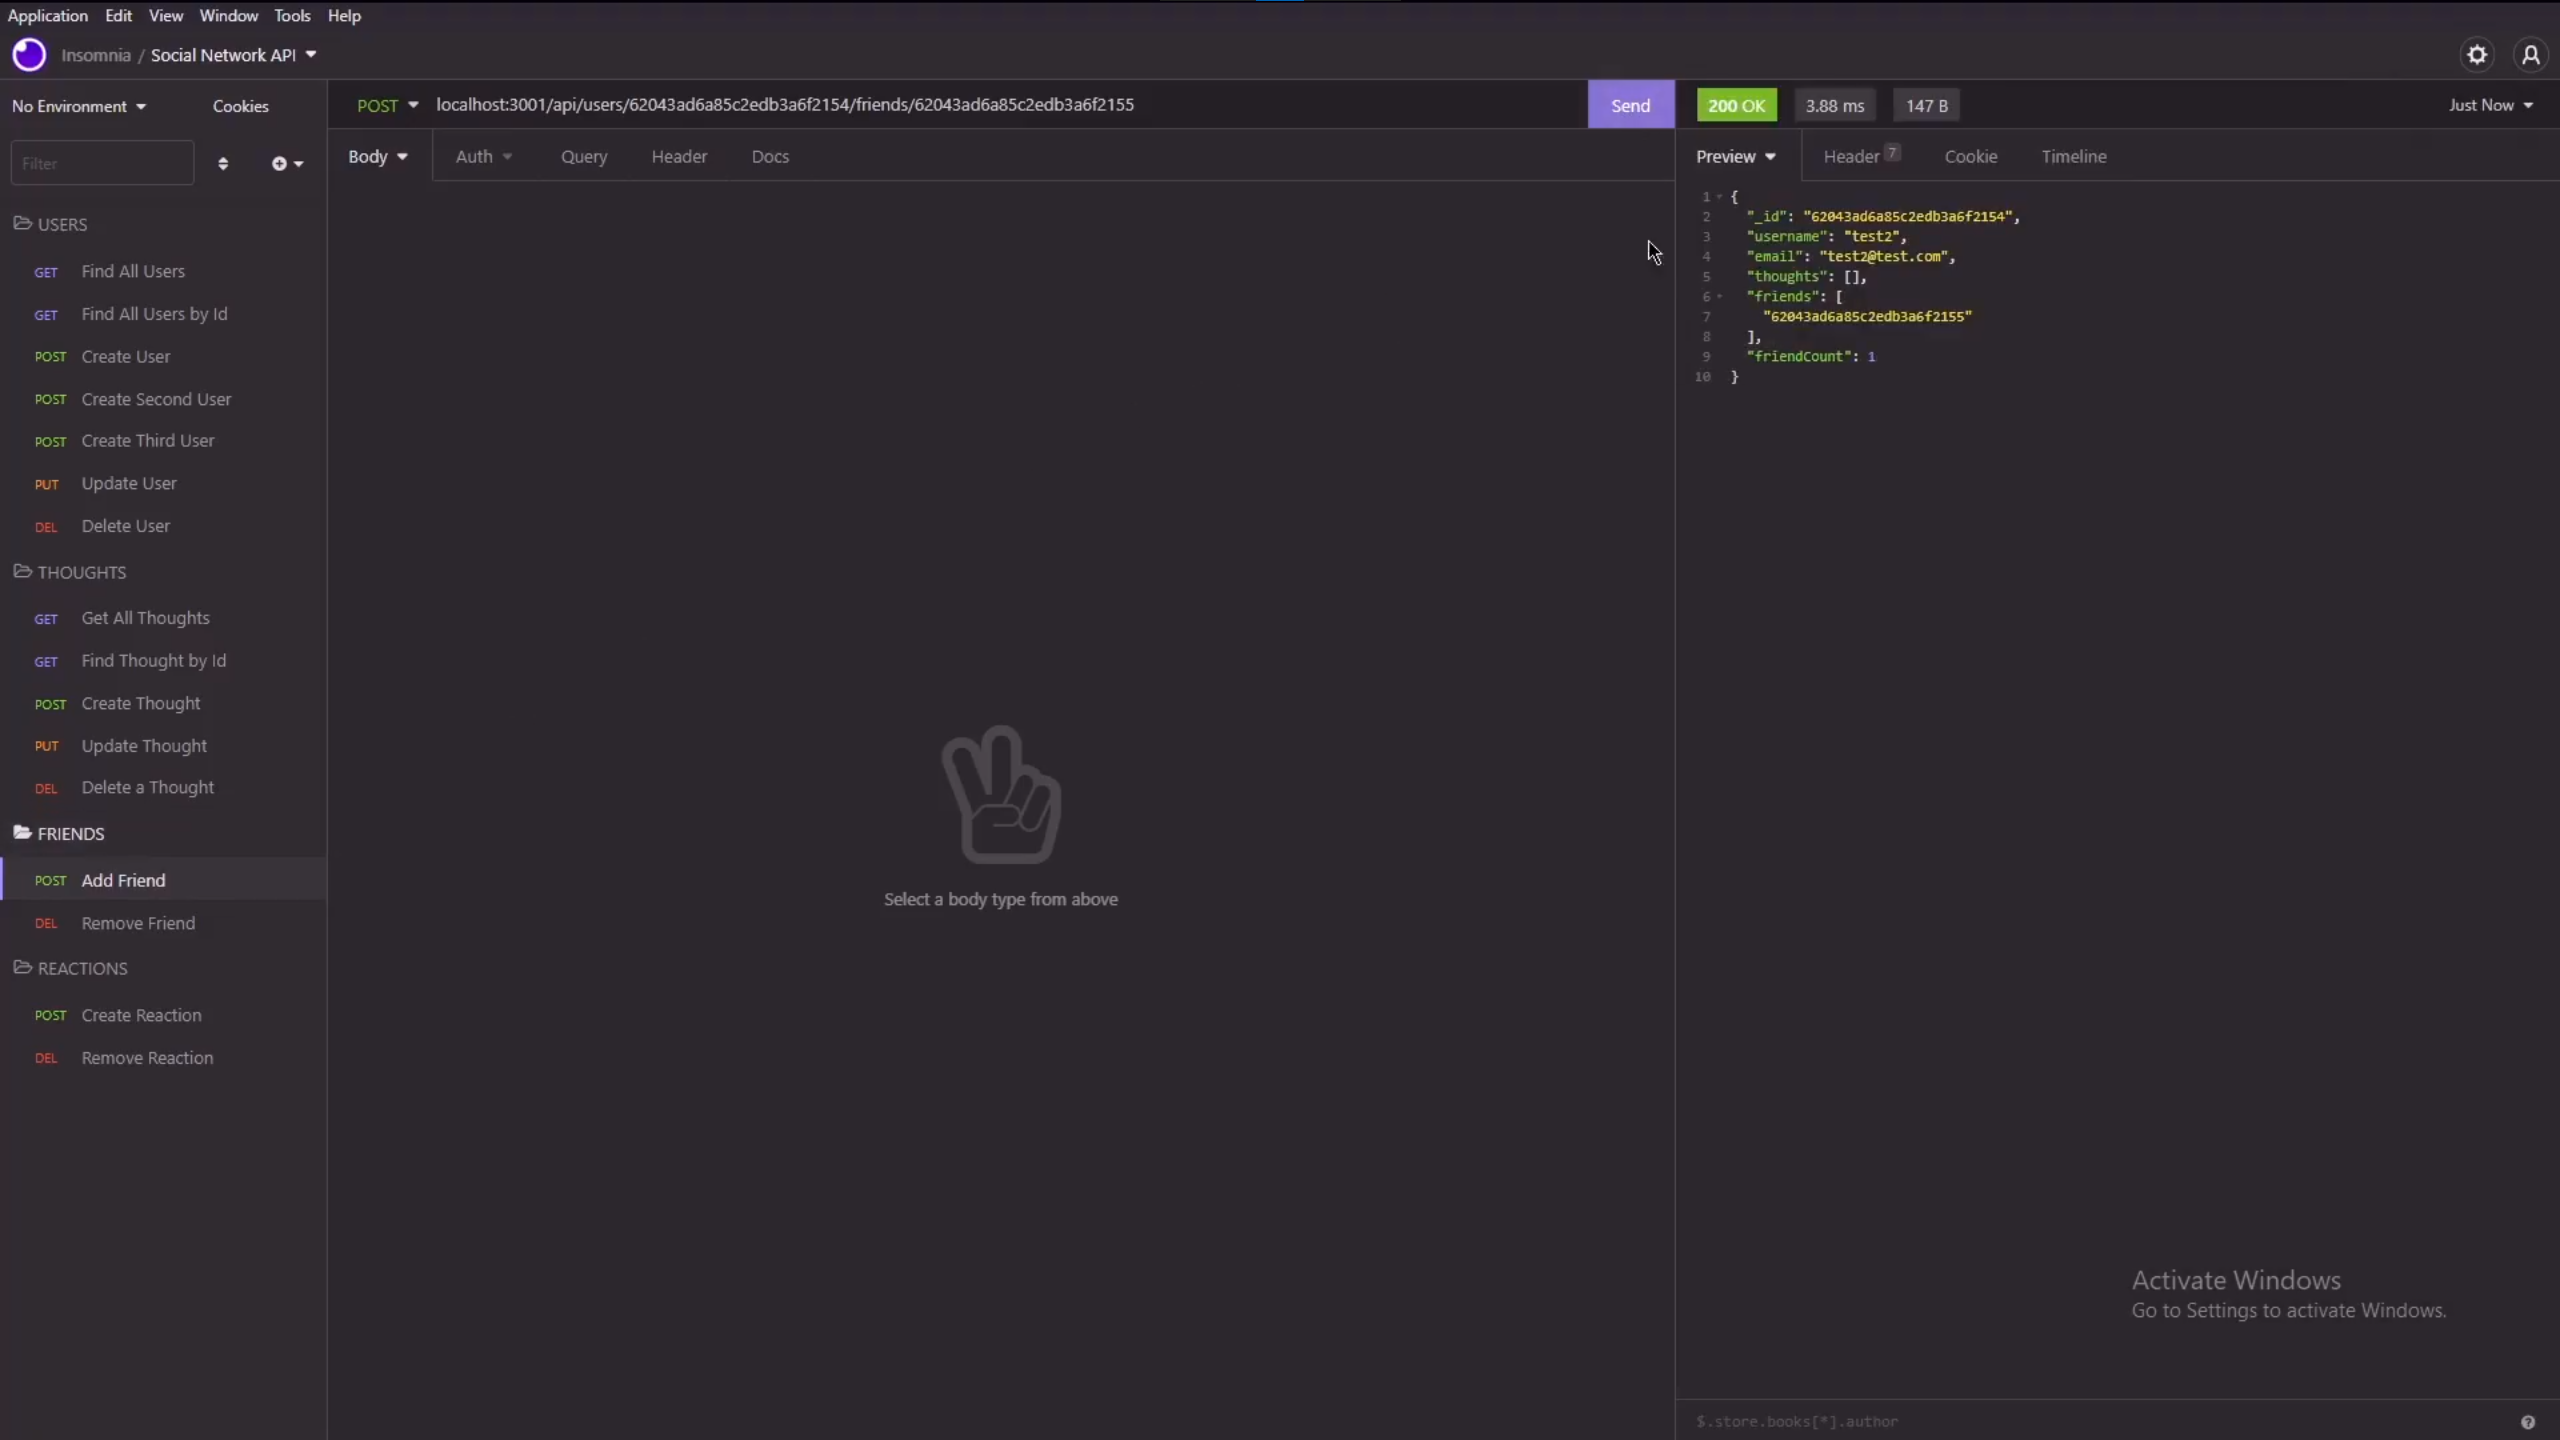 Application Edit View Window Tools Help
Insomnia / Social Network API
No Environment Cookies
POST localhost:3001/api/users/62043ad6a85c2edb3a6f2154/friends/62043ad6a85c2edb3a6f2155 Send
200 OK 3.88 ms 147 B Just Now
Filter
Body Auth Query Header Docs
Preview Header 7 Cookie Timeline
USERS
GET Find All Users
GET Find All Users by Id
POST Create User
POST Create Second User
POST Create Third User
PUT Update User
DEL Delete User
THOUGHTS
GET Get All Thoughts
GET Find Thought by Id
POST Create Thought
PUT Update Thought
DEL Delete a Thought
FRIENDS
POST Add Friend
DEL Remove Friend
REACTIONS
POST Create Reaction
DEL Remove Reaction
Select a body type from above
1 {
2 "_id": "62043ad6a85c2edb3a6f2154",
3 "username": "test2",
4 "email": "test2@test.com",
5 "thoughts": [],
6 "friends": [
7 "62043ad6a85c2edb3a6f2155"
8 ],
9 "friendCount": 1
10 }
Activate Windows
Go to Settings to activate Windows.
$.store.books[*].author